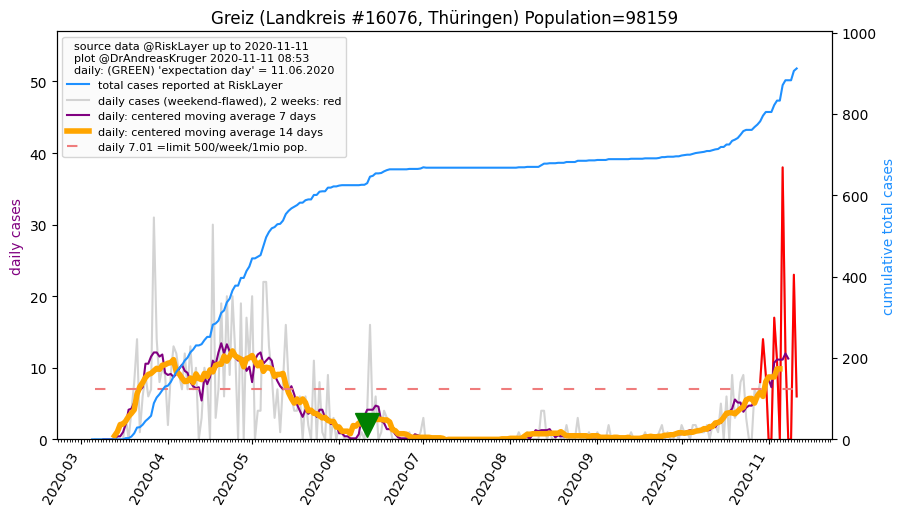 Greiz (Landkreis #16076, Thüringen) Population=98159
source data @RiskLayer up to 2020-11-11
plot @DrAndreasKruger 2020-11-11 08:53
daily: (GREEN) 'expectation day' = 11.06.2020
total cases reported at RiskLayer
daily cases (weekend-flawed), 2 weeks: red
daily: centered moving average 7 days
daily: centered moving average 14 days
daily 7.01 =limit 500/week/1mio pop.
daily cases
0
10
20
30
40
50
cumulative total cases
0
200
400
600
800
1000
2020-03
2020-04
2020-05
2020-06
2020-07
2020-08
2020-09
2020-10
2020-11